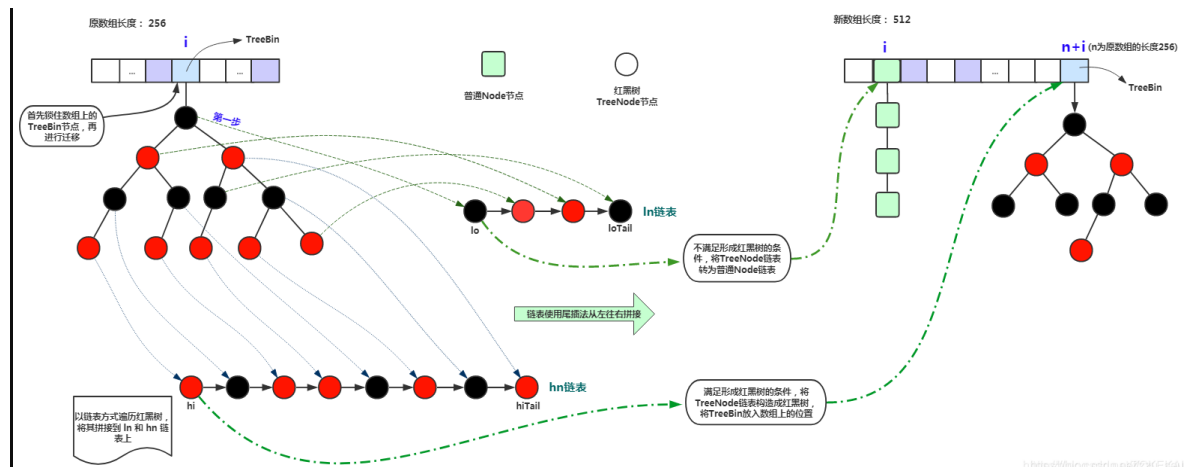 原数组长度： 256
新数组长度： 512
i
TreeBin
...
...
普通Node节点
红黑树
TreeNode节点
i
n+i (n为原数组的长度256)
...
TreeBin
首先锁住数组上的
TreeBin节点，再
进行迁移
第一步
lo
loTail
ln链表
不满足形成红黑树的条
件，将TreeNode链表
转为普通Node链表
链表使用尾插法从左往右拼接
hi
hiTail
hn链表
满足形成红黑树的条件，将
TreeNode链表构造成红黑树，
将TreeBin放入数组上的位置
以链表方式遍历红黑树，
将其拼接到 ln 和 hn 链
表上